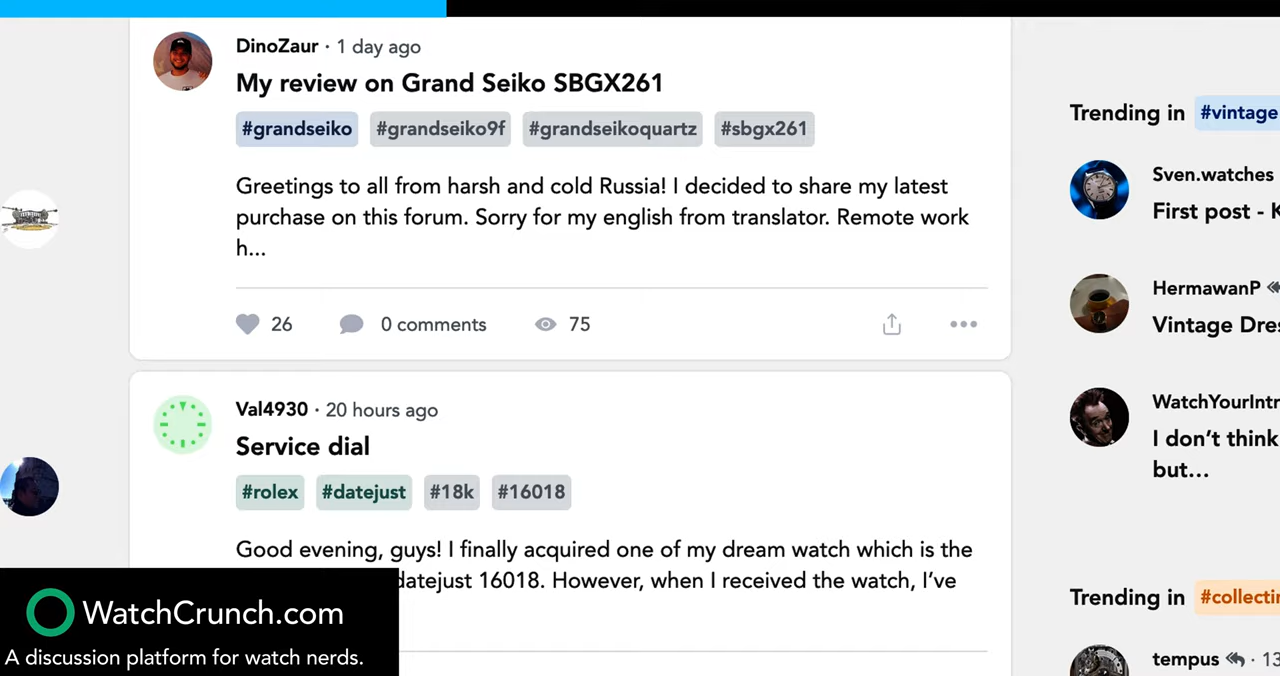 DinoZaur · 1 day ago
My review on Grand Seiko SBGX261
#grandseiko #grandseiko9f #grandseikoquartz #sbgx261
Greetings to all from harsh and cold Russia! I decided to share my latest
purchase on this forum. Sorry for my english from translator. Remote work
h...
26 0 comments 75
Val4930 · 20 hours ago
Service dial
#rolex #datejust #18k #16018
Good evening, guys! I finally acquired one of my dream watch which is the
datejust 16018. However, when I received the watch, I've
Trending in #vintage
Sven.watches
First post -
HermawanP
Vintage
WatchYourIntr
I don't think
but...
Trending in
tempus · 13
WatchCrunch.com
A discussion platform for watch nerds.